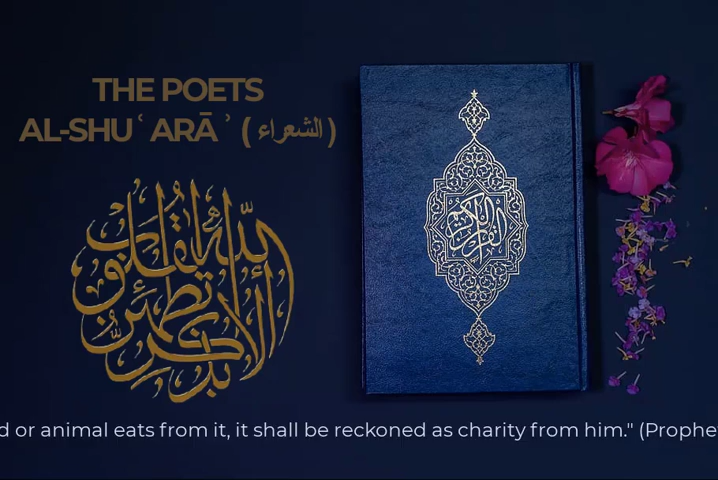 THE POETS
AL-SHUʿARĀʾ (الشعراء)
ألا بذكر الله تطمئن القلوب
القرآن الكريم
d or animal eats from it, it shall be reckoned as charity from him." (Prophe